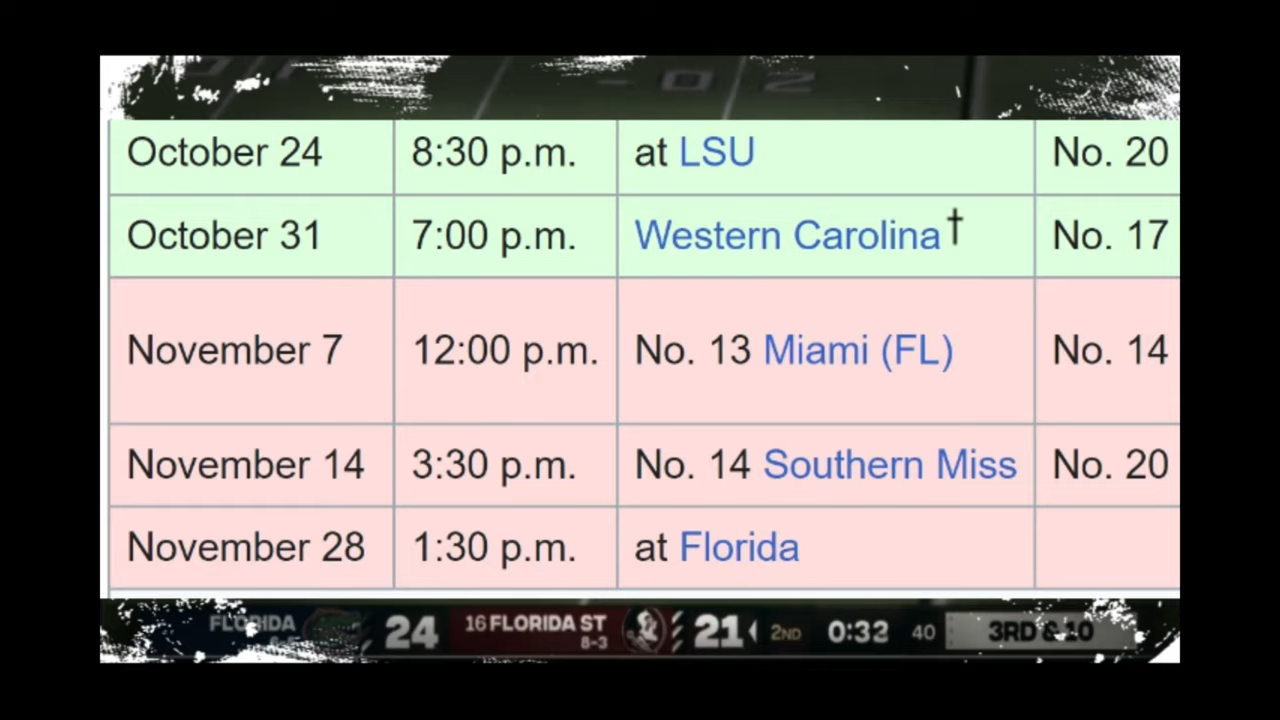 October 24 8:30 p.m. at LSU No. 20
October 31 7:00 p.m. Western Carolina† No. 17
November 7 12:00 p.m. No. 13 Miami (FL) No. 14
November 14 3:30 p.m. No. 14 Southern Miss No. 20
November 28 1:30 p.m. at Florida
FLORIDA 24 16 FLORIDA ST 21 2ND 0:32 40 3RD & 10
8-3